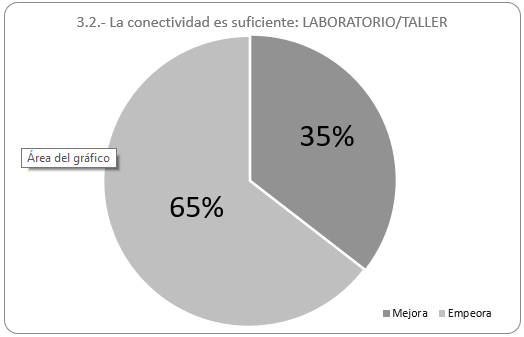 3.2.- La conectividad es suficiente: LABORATORIO/TALLER
35%
Área del gráfico
65%
Mejora Empeora